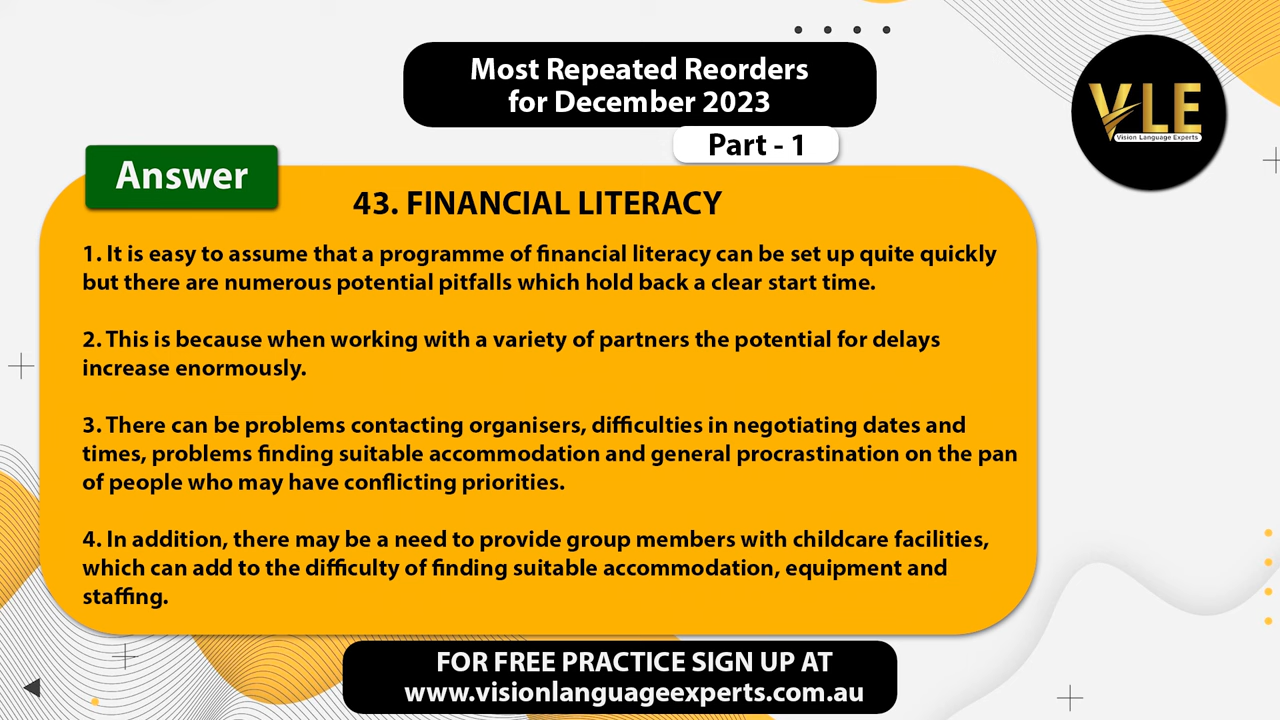 Most Repeated Reorders
for December 2023
Part - 1
VLE
Vision Language Experts
Answer
43. FINANCIAL LITERACY
1. It is easy to assume that a programme of financial literacy can be set up quite quickly
but there are numerous potential pitfalls which hold back a clear start time.
2. This is because when working with a variety of partners the potential for delays
increase enormously.
3. There can be problems contacting organisers, difficulties in negotiating dates and
times, problems finding suitable accommodation and general procrastination on the pan
of people who may have conflicting priorities.
4. In addition, there may be a need to provide group members with childcare facilities,
which can add to the difficulty of finding suitable accommodation, equipment and
staffing.
FOR FREE PRACTICE SIGN UP AT
www.visionlanguageexperts.com.au